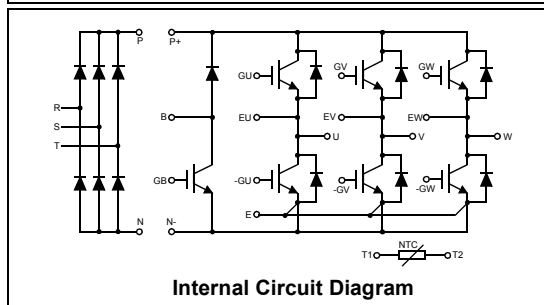 P P+
GU GV GW
R B EU EV EW
S
T U V W
GB -GU -GV -GW
N N- E
NTC
T1 T2
Internal Circuit Diagram